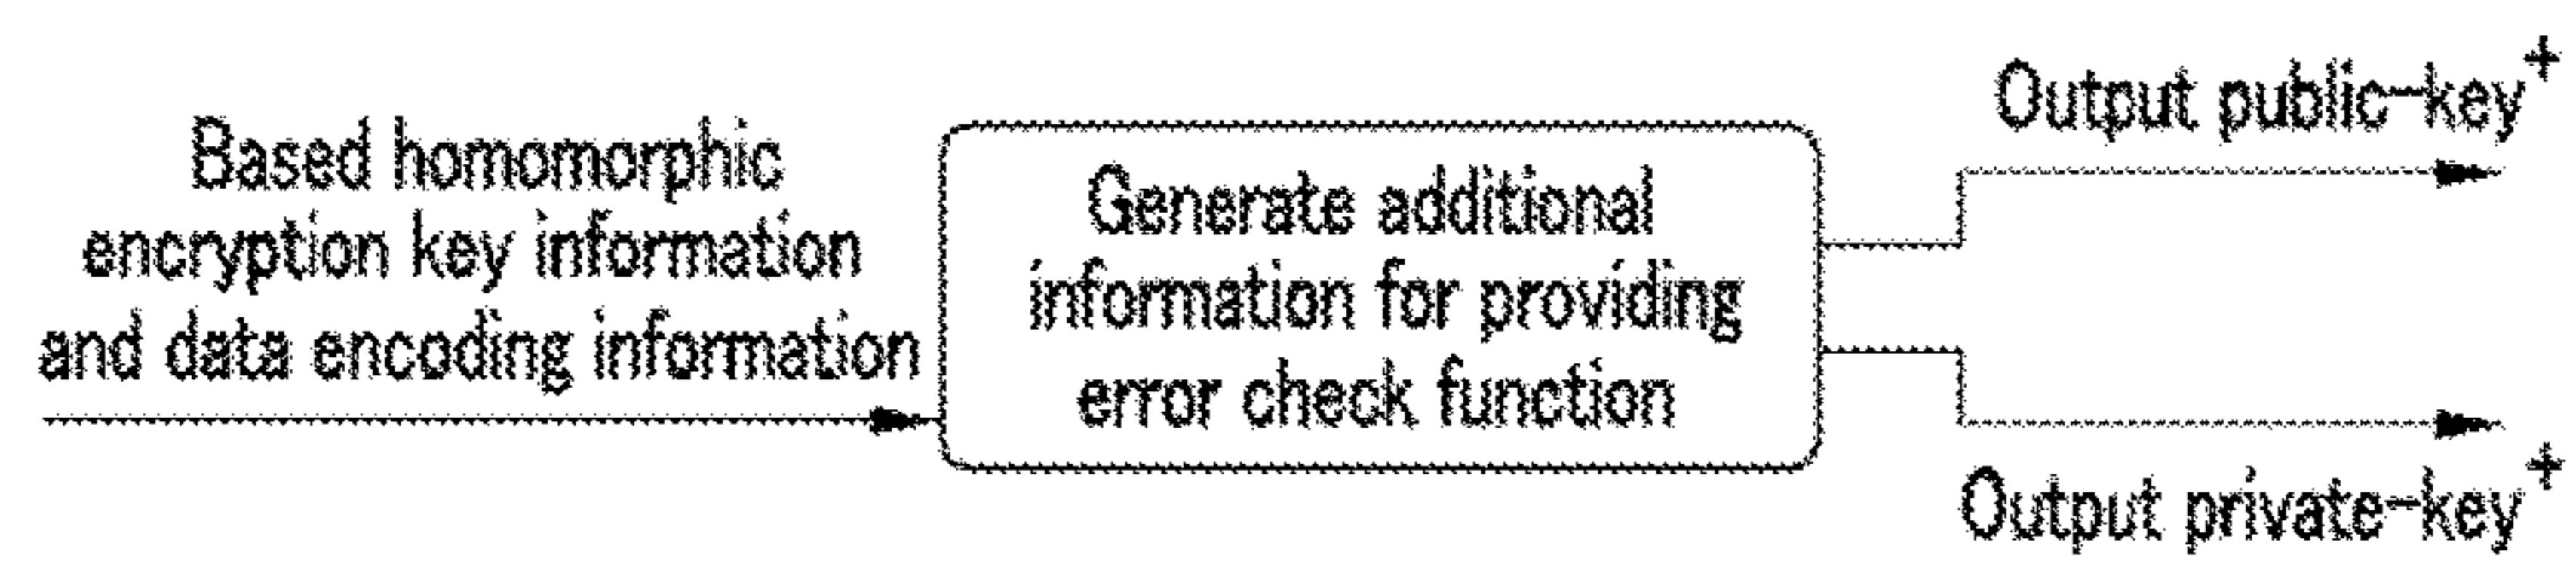 Based homomorphic
encryption key information
and data encoding information
Generate additional
information for providing
error check function
Output public-key+
Output private-key+